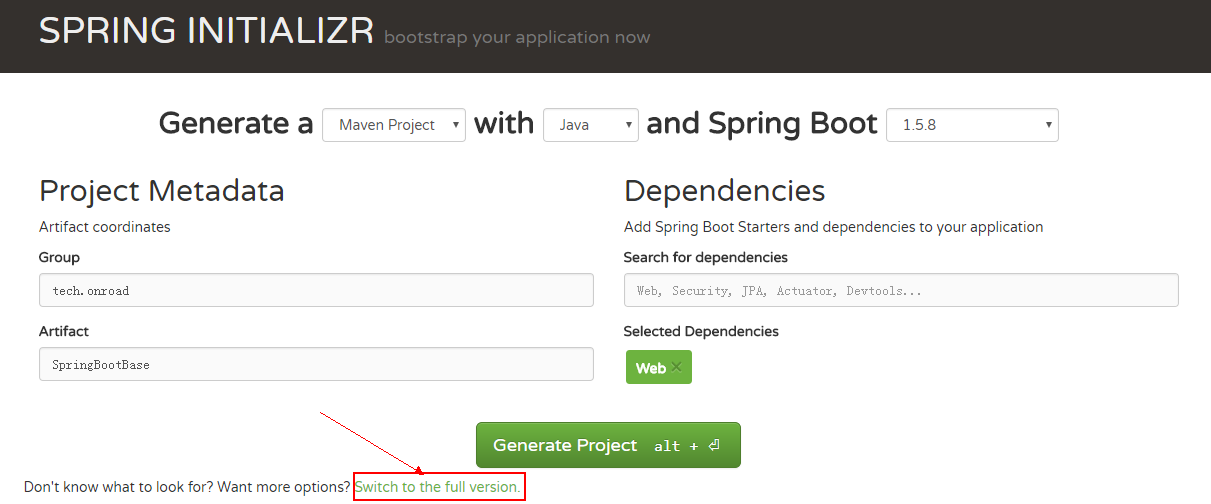 SPRING INITIALIZR bootstrap your application now
Generate a Maven Project with Java and Spring Boot 1.5.8
Project Metadata
Artifact coordinates
Group
tech.onroad
Artifact
SpringBootBase
Dependencies
Add Spring Boot Starters and dependencies to your application
Search for dependencies
Web, Security, JPA, Actuator, Devtools...
Selected Dependencies
Web ×
Generate Project alt + ⏎
Don't know what to look for? Want more options? Switch to the full version.